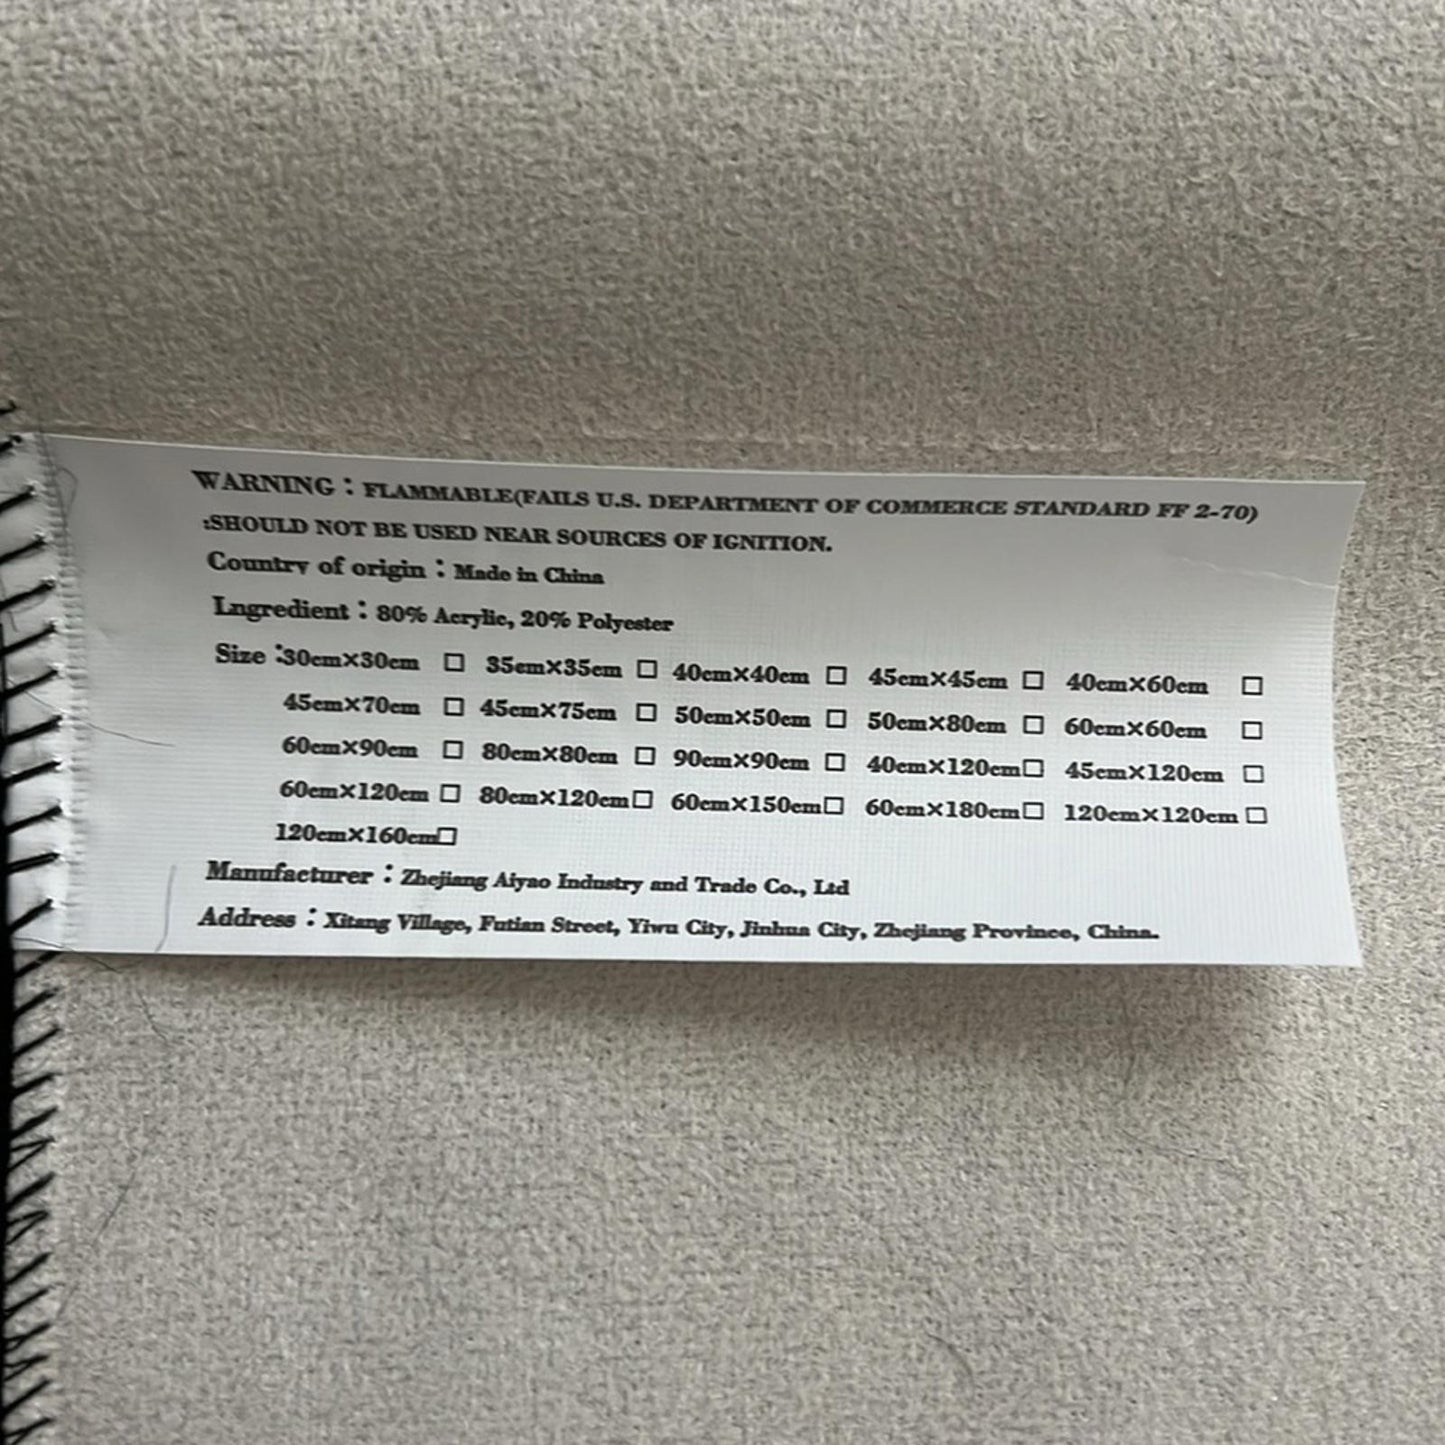 WARNING：FLAMMABLE(FAILS U.S. DEPARTMENT OF COMMERCE STANDARD FF 2-70)
:SHOULD NOT BE USED NEAR SOURCES OF IGNITION.
Country of origin：Made in China
Lngredient：80% Acrylic, 20% Polyester
Size :30cm×30cm □ 35cm×35cm □ 40cm×40cm □ 45cm×45cm □ 40cm×60cm □
45cm×70cm □ 45cm×75cm □ 50cm×50cm □ 50cm×80cm □ 60cm×60cm □
60cm×90cm □ 80cm×80cm □ 90cm×90cm □ 40cm×120cm□ 45cm×120cm □
60cm×120cm □ 80cm×120cm□ 60cm×150cm□ 60cm×180cm□ 120cm×120cm □
120cm×160cm□
Manufacturer：Zhejiang Aiyao Industry and Trade Co., Ltd
Address：Xitang Village, Futian Street, Yiwu City, Jinhua City, Zhejiang Province, China.